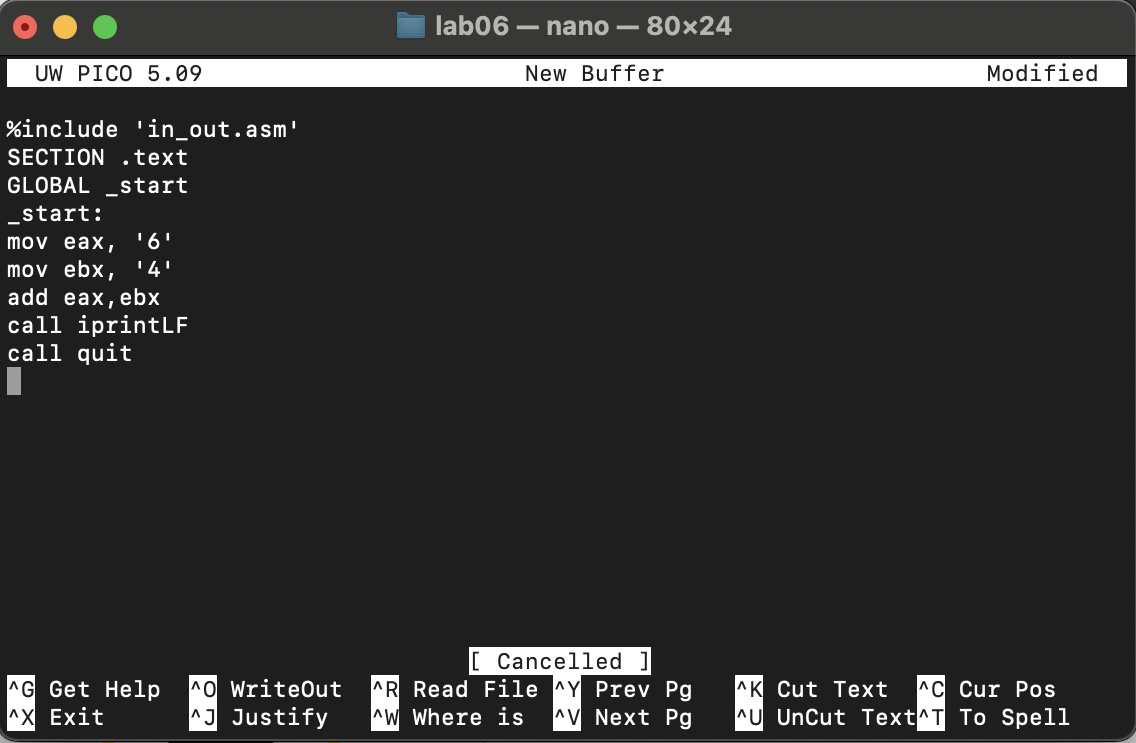 lab06 — nano — 80×24
UW PICO 5.09 New Buffer Modified
%include 'in_out.asm'
SECTION .text
GLOBAL _start
_start:
mov eax, '6'
mov ebx, '4'
add eax,ebx
call iprintLF
call quit
[ Cancelled ]
^G Get Help ^O WriteOut ^R Read File ^Y Prev Pg ^K Cut Text ^C Cur Pos
^X Exit ^J Justify ^W Where is ^V Next Pg ^U UnCut Text^T To Spell